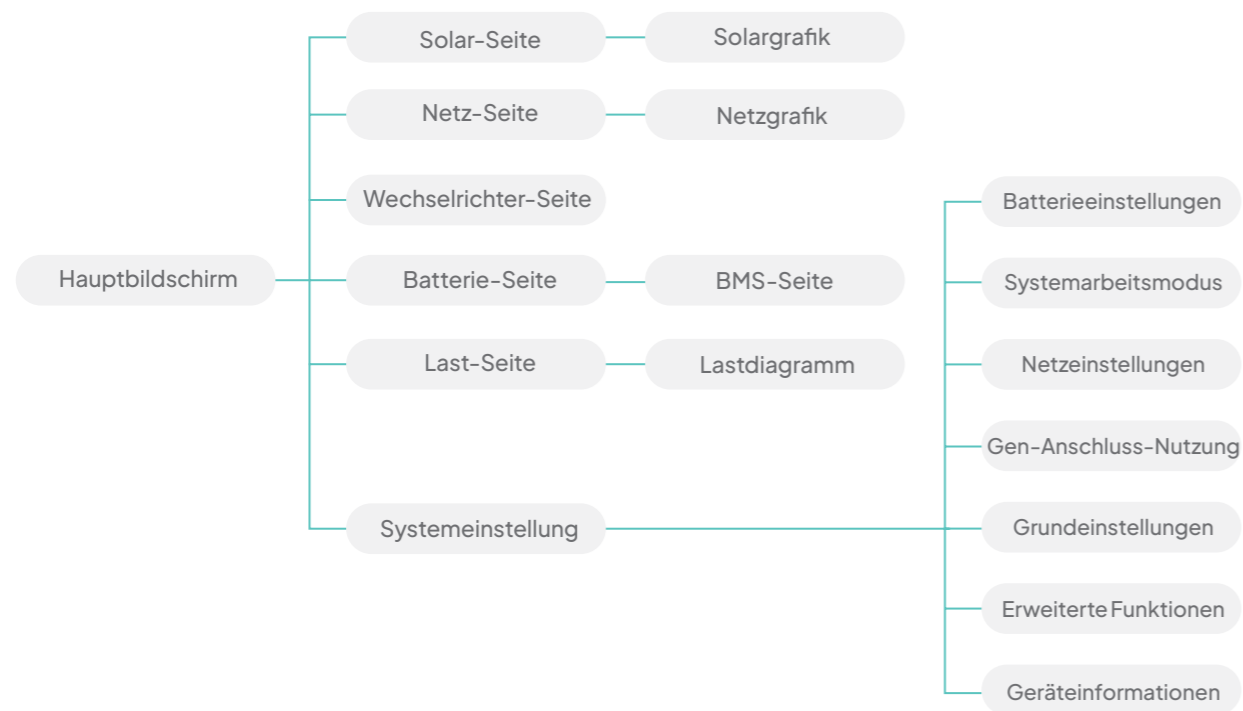 Hauptbildschirm
Solar-Seite
Solargrafik
Netz-Seite
Netzgrafik
Wechselrichter-Seite
Batterie-Seite
BMS-Seite
Last-Seite
Lastdiagramm
Systemeinstellung
Batterieeinstellungen
Systemarbeitsmodus
Netzeinstellungen
Gen-Anschluss-Nutzung
Grundeinstellungen
Erweiterte Funktionen
Geräteinformationen